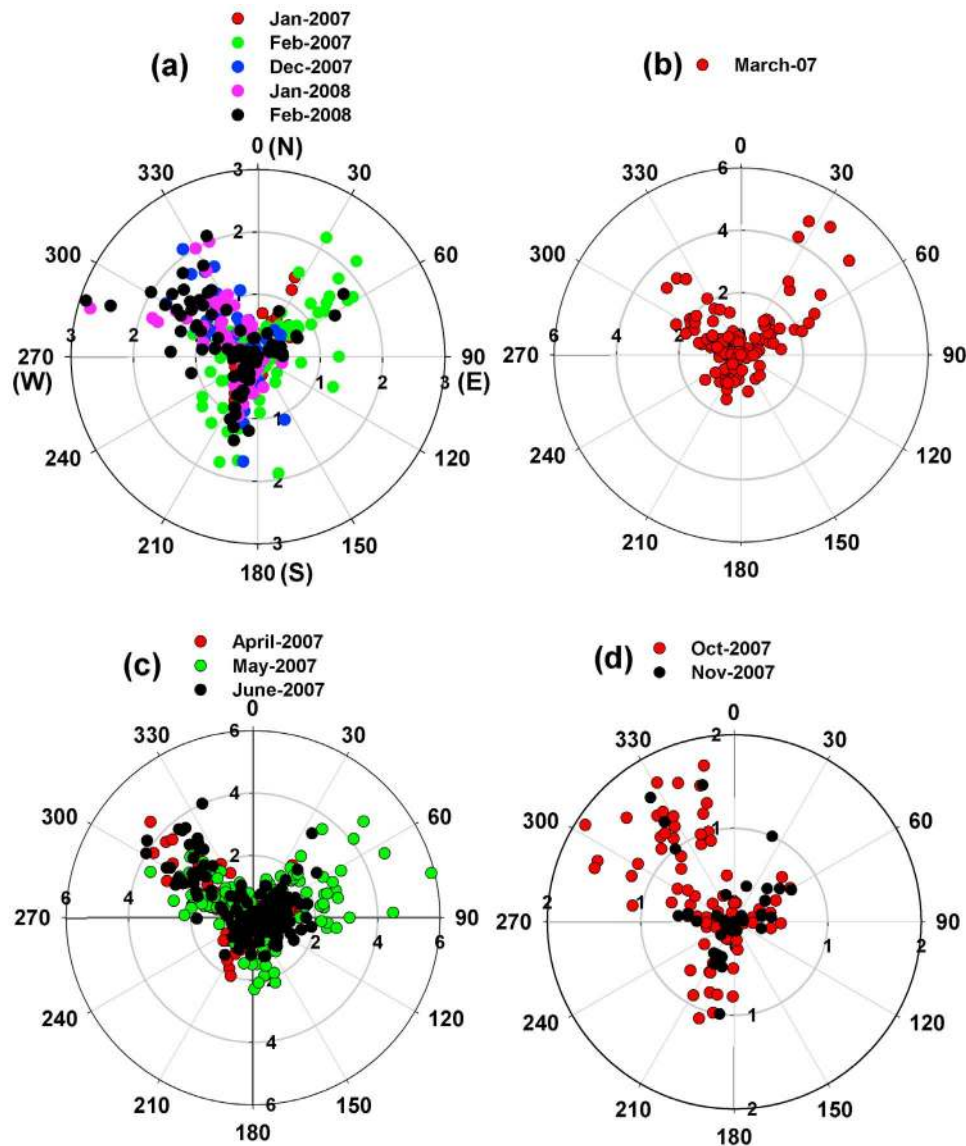 (a)
Jan-2007
Feb-2007
Dec-2007
Jan-2008
Feb-2008
0 (N)
330 3 30
300 2 60
1
270 3 2 1 2 3 90
(W) (E)
1
240 2 120
210 3 150
180 (S)
(b)
March-07
0
330 6 30
300 4 60
2
270 6 4 2 90
240 120
210 150
180
(c)
April-2007
May-2007
June-2007
0
330 6 30
300 4 60
2
270 6 2 4 6 90
2
240 4 120
210 6 150
180
(d)
Oct-2007
Nov-2007
0
330 2 30
300 1 60
270 2 1 1 2 90
1
240 120
210 2 150
180